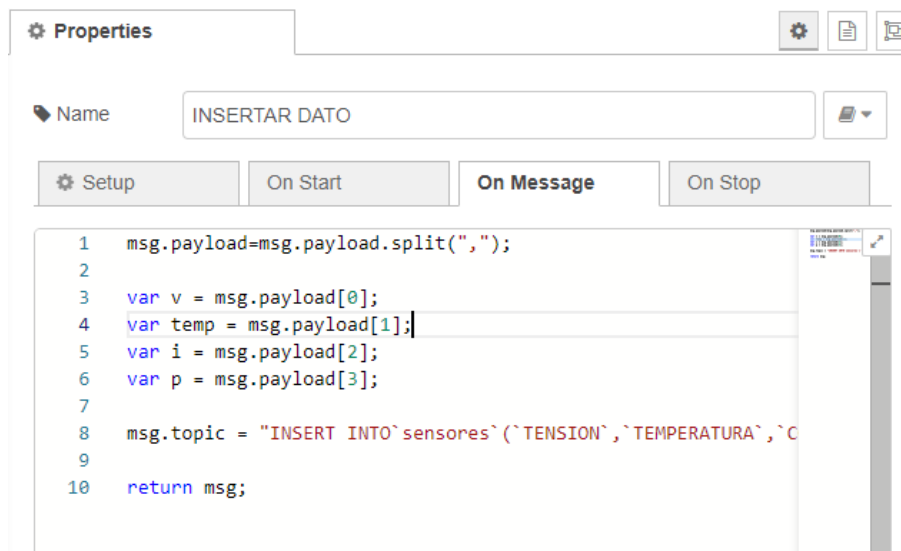 Properties
Name
INSERTAR DATO
Setup
On Start
On Message
On Stop
1 msg.payload=msg.payload.split(",");
2
3 var v = msg.payload[0];
4 var temp = msg.payload[1];
5 var i = msg.payload[2];
6 var p = msg.payload[3];
7
8 msg.topic = "INSERT INTO`sensores`(`TENSION`,`TEMPERATURA`,`C
9
10 return msg;